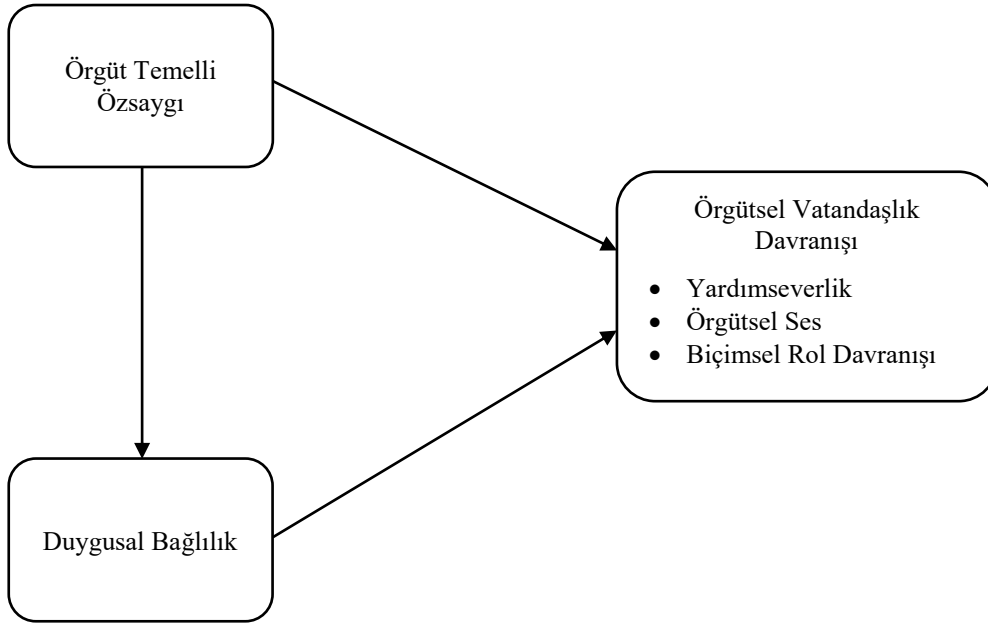 Örgüt Temelli
Özsaygı
Örgütsel Vatandaşlık
Davranışı
• Yardımseverlik
• Örgütsel Ses
• Biçimsel Rol Davranışı
Duygusal Bağlılık